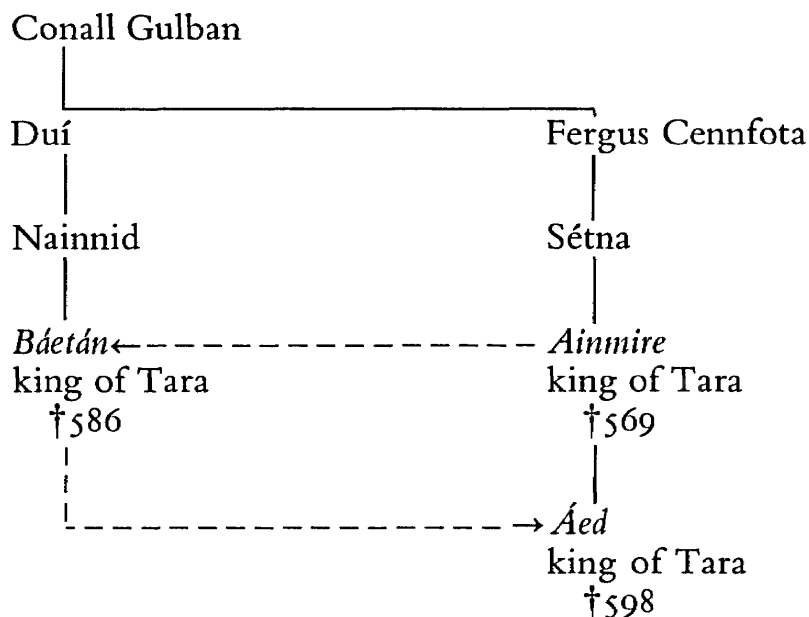 Conall Gulban
Duí Fergus Cennfota
Nainnid Sétna
Báetán Ainmire
king of Tara king of Tara
†586 †569
Áed
king of Tara
†598